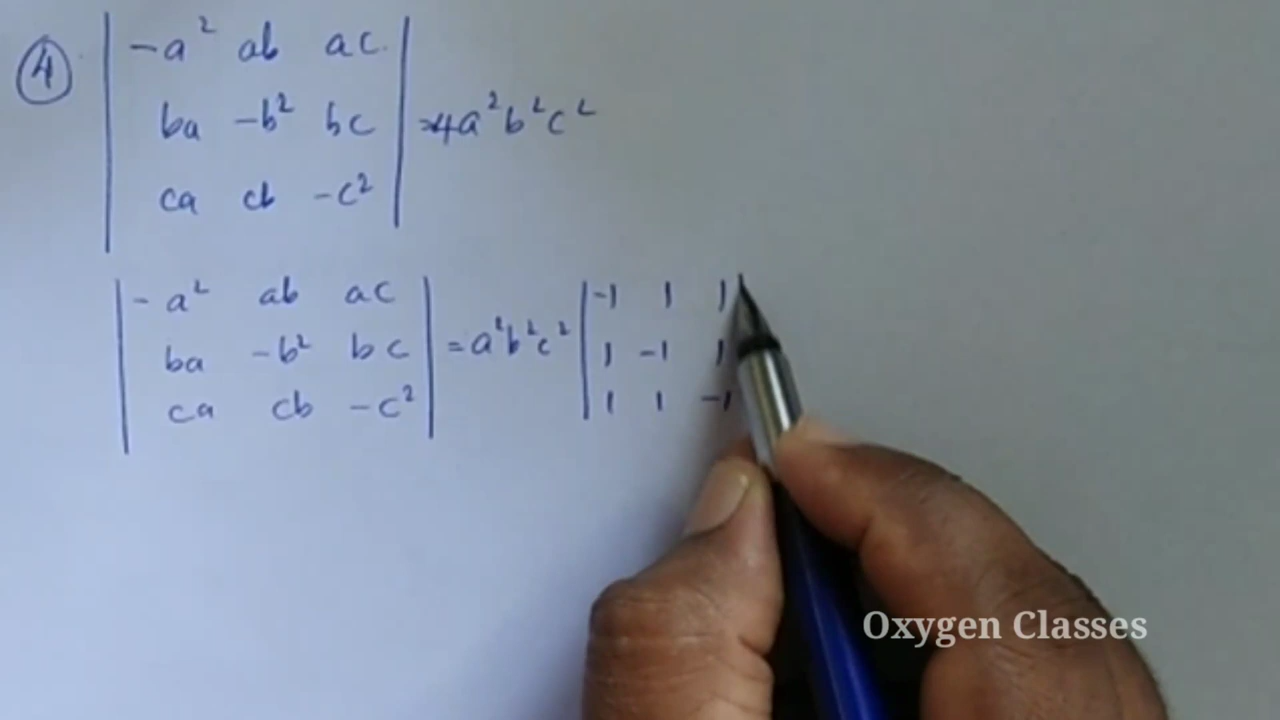 ④ | -a² ab ac |
| ba -b² bc | = 4a²b²c²
| ca cb -c² |
| -a² ab ac | | -1 1 1 |
| ba -b² bc | = a²b²c² | 1 -1 1
| ca cb -c² | | 1 1 -1
Oxygen Classes